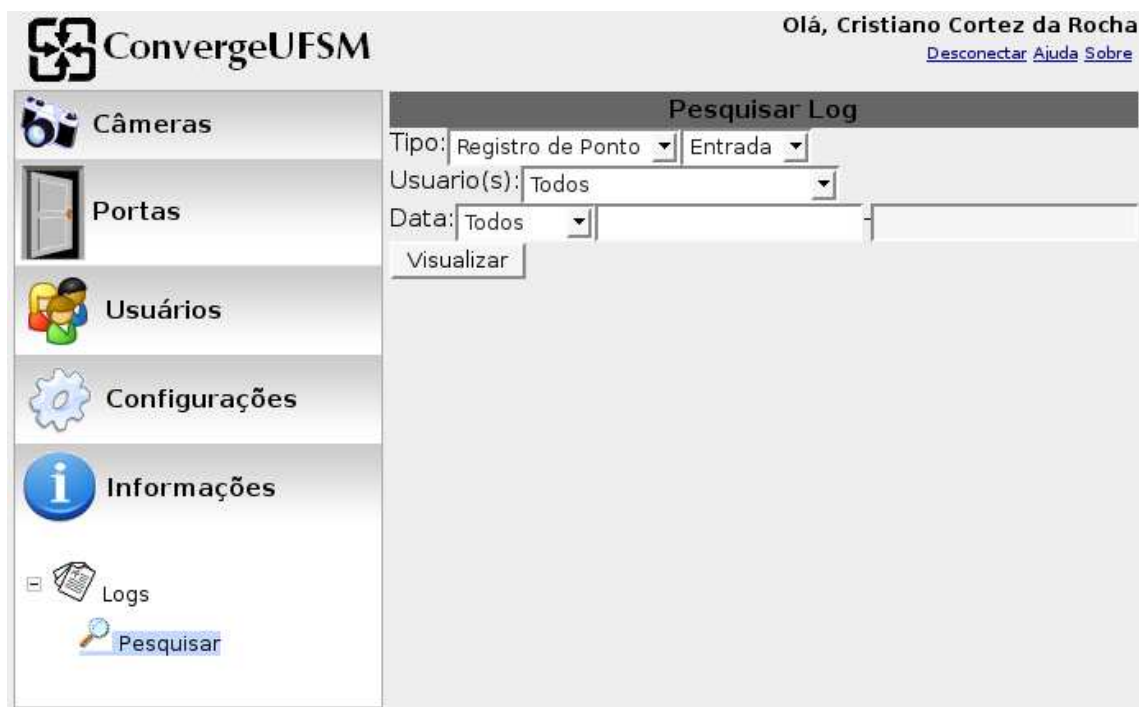 ConvergeUFSM
Olá, Cristiano Cortez da Rocha
Desconectar Ajuda Sobre
Câmeras
Portas
Usuários
Configurações
Informações
Logs
Pesquisar
Pesquisar Log
Tipo: Registro de Ponto Entrada
Usuario(s): Todos
Data: Todos -
Visualizar